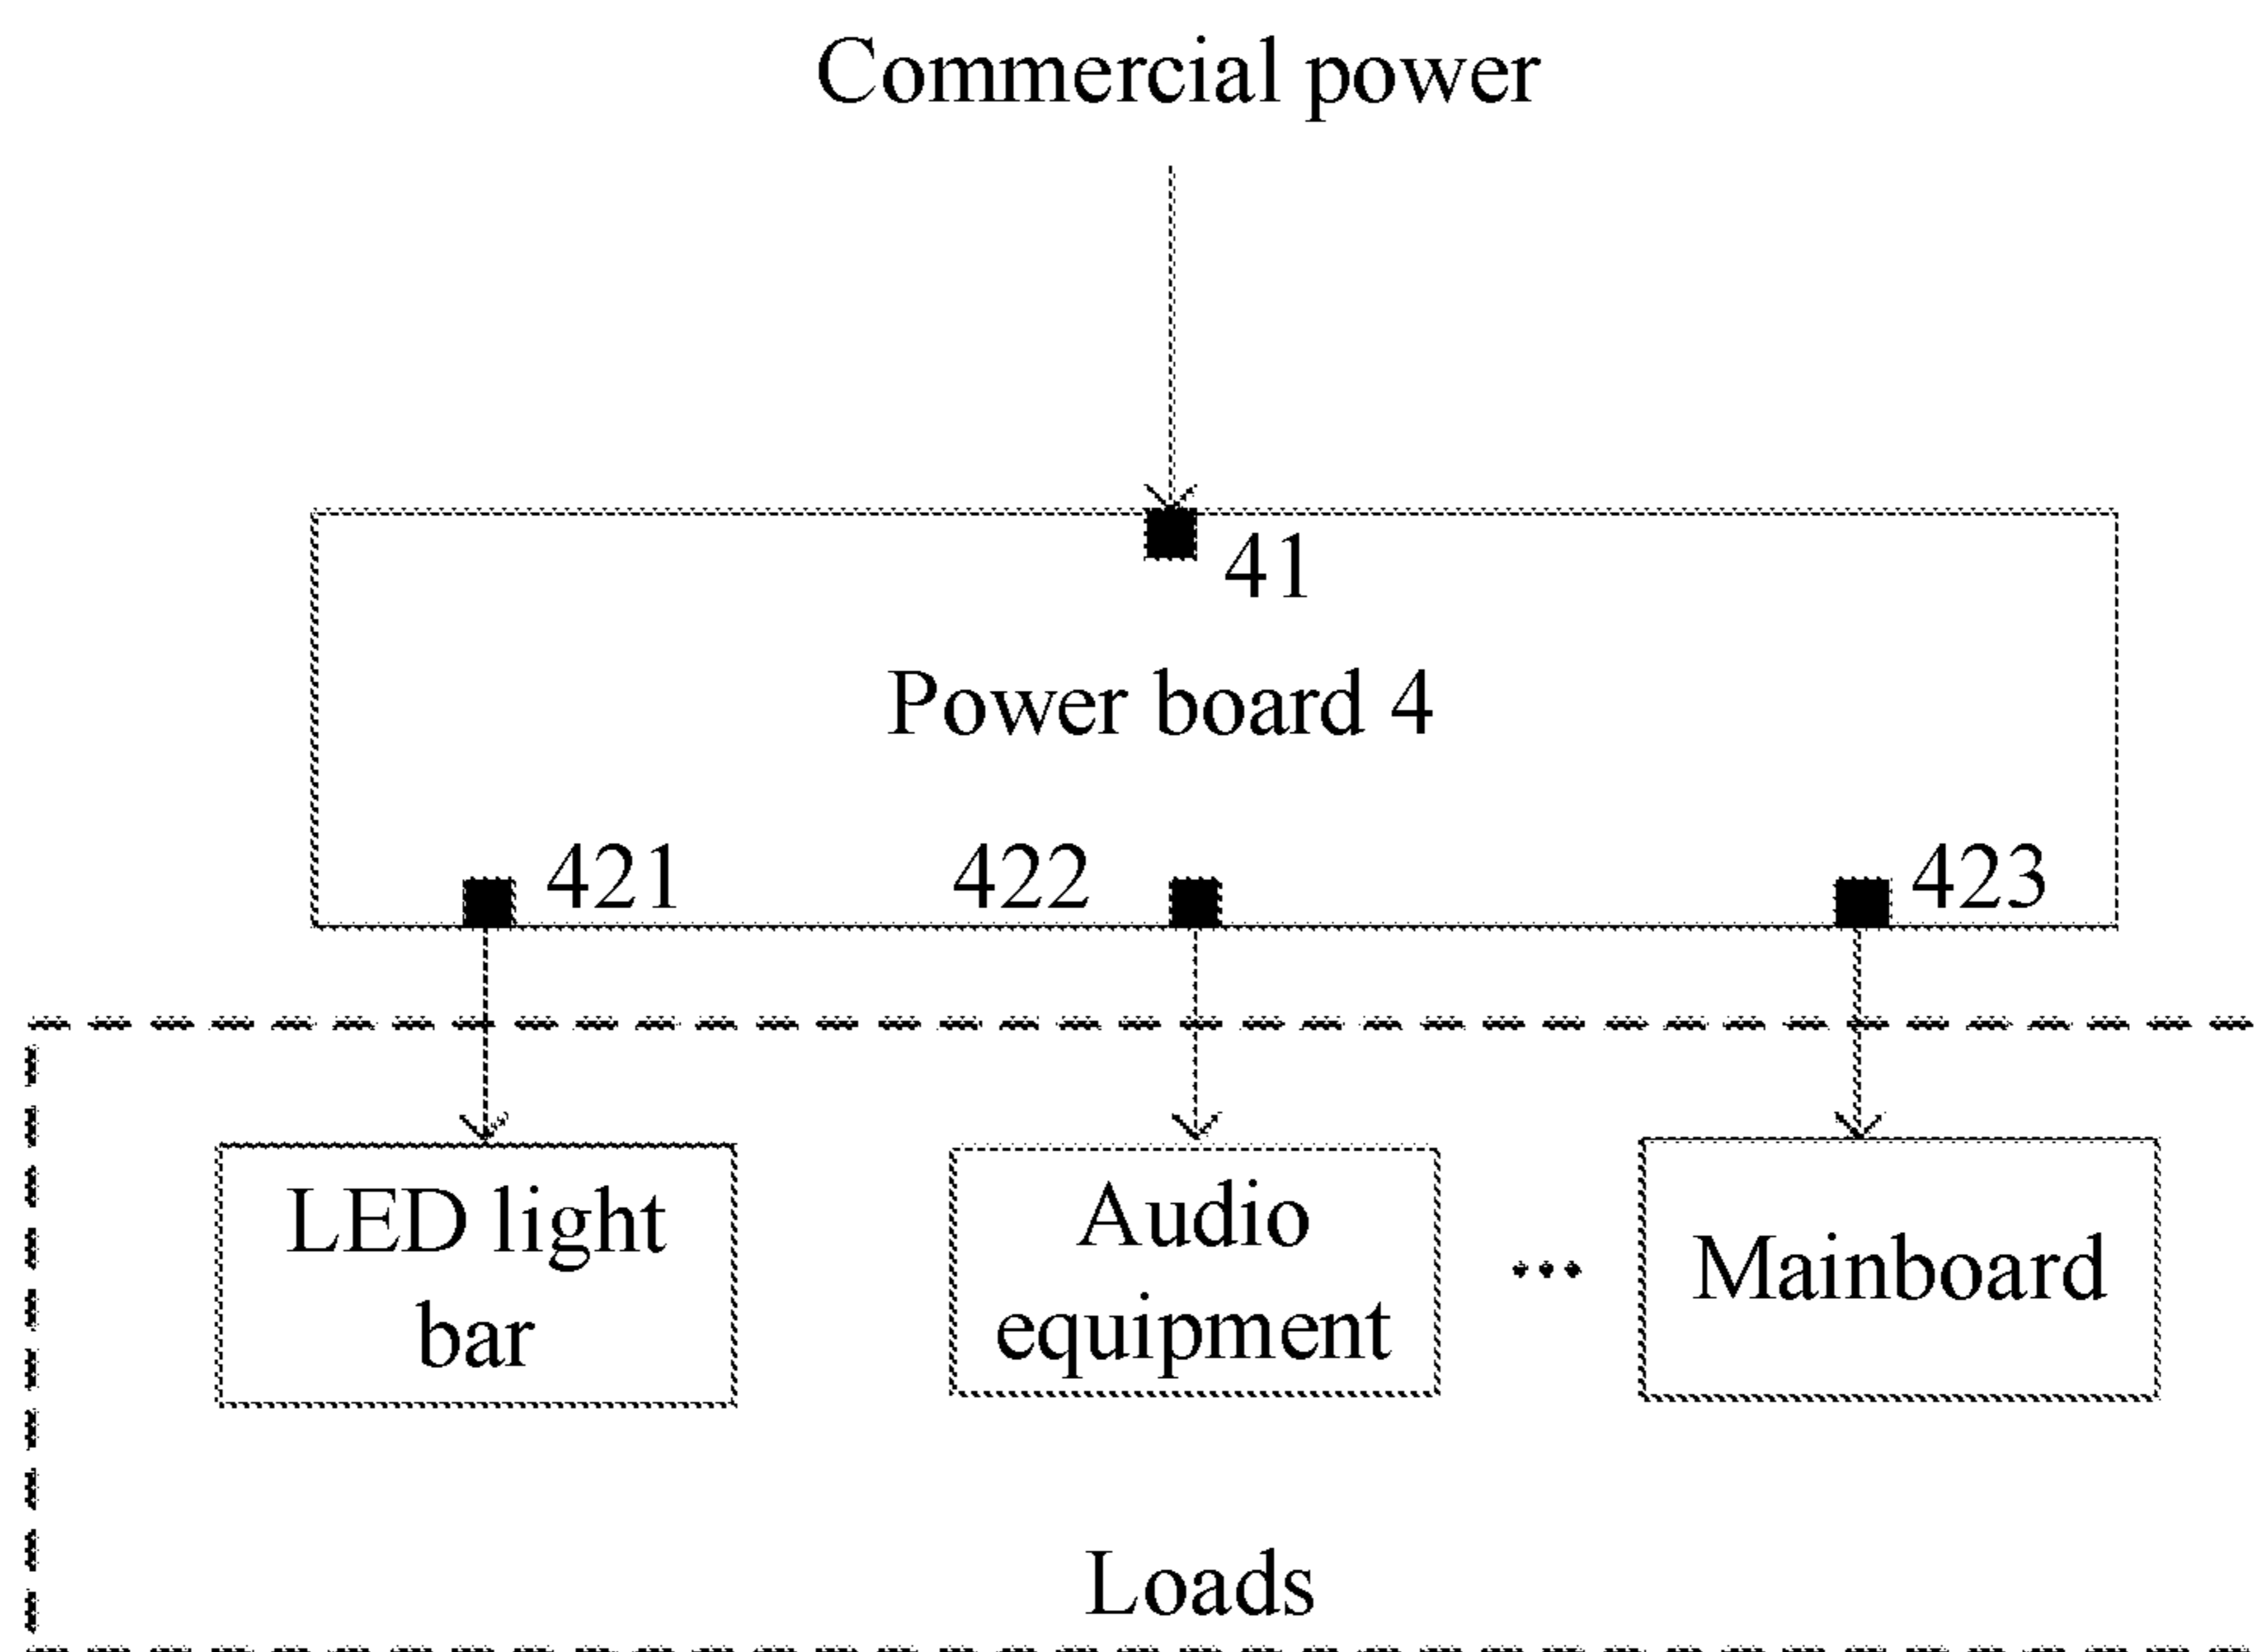 Commercial power
41
Power board 4
421
422
423
LED light
bar
Audio
equipment
...
Mainboard
Loads